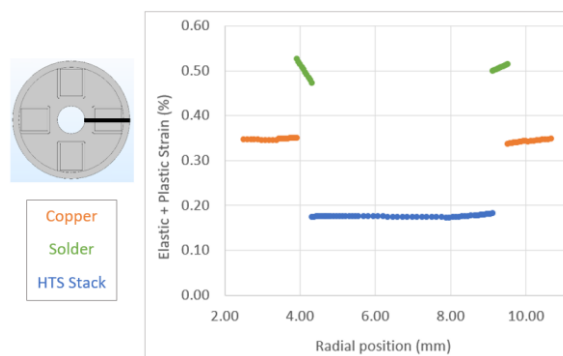 Copper
Solder
HTS Stack
Elastic + Plastic Strain (%)
0.60
0.50
0.40
0.30
0.20
0.10
0.00
2.00 4.00 6.00 8.00 10.00
Radial position (mm)